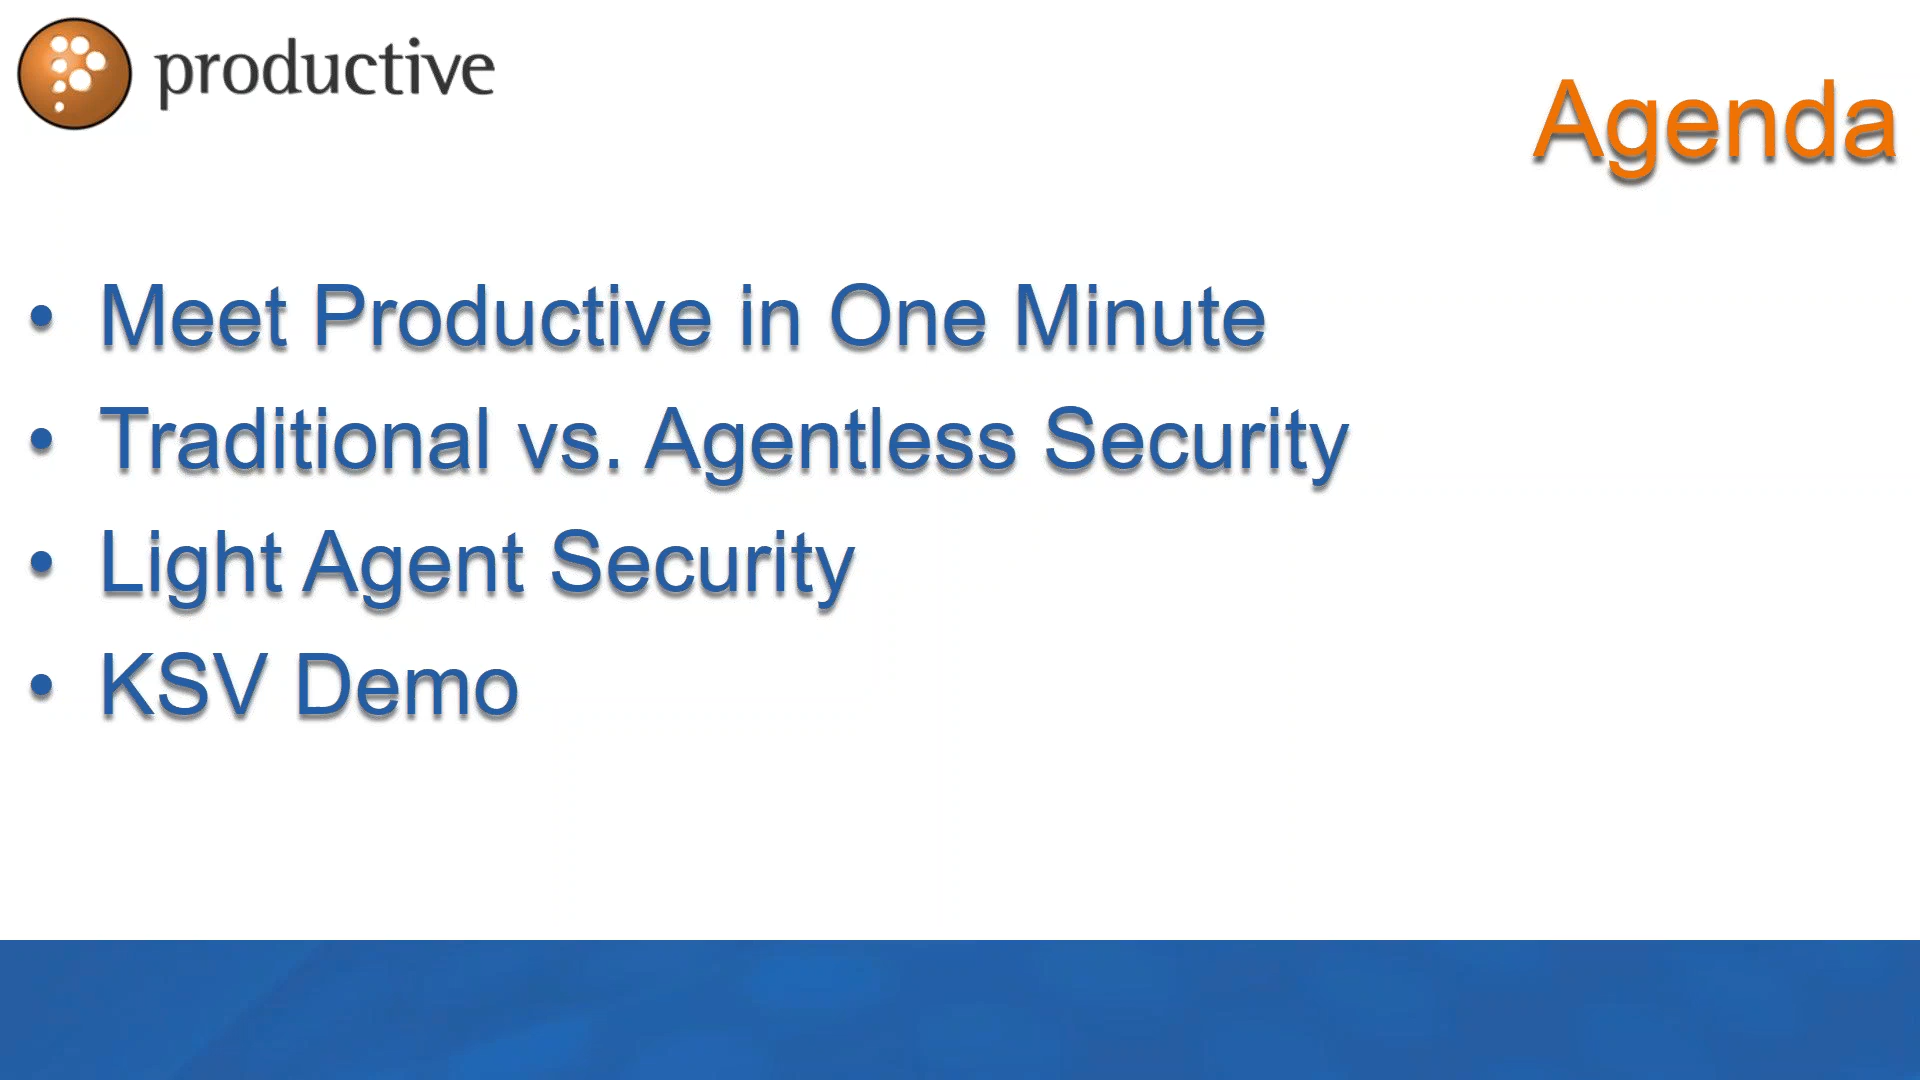 productive
Agenda
• Meet Productive in One Minute
• Traditional vs. Agentless Security
• Light Agent Security
• KSV Demo